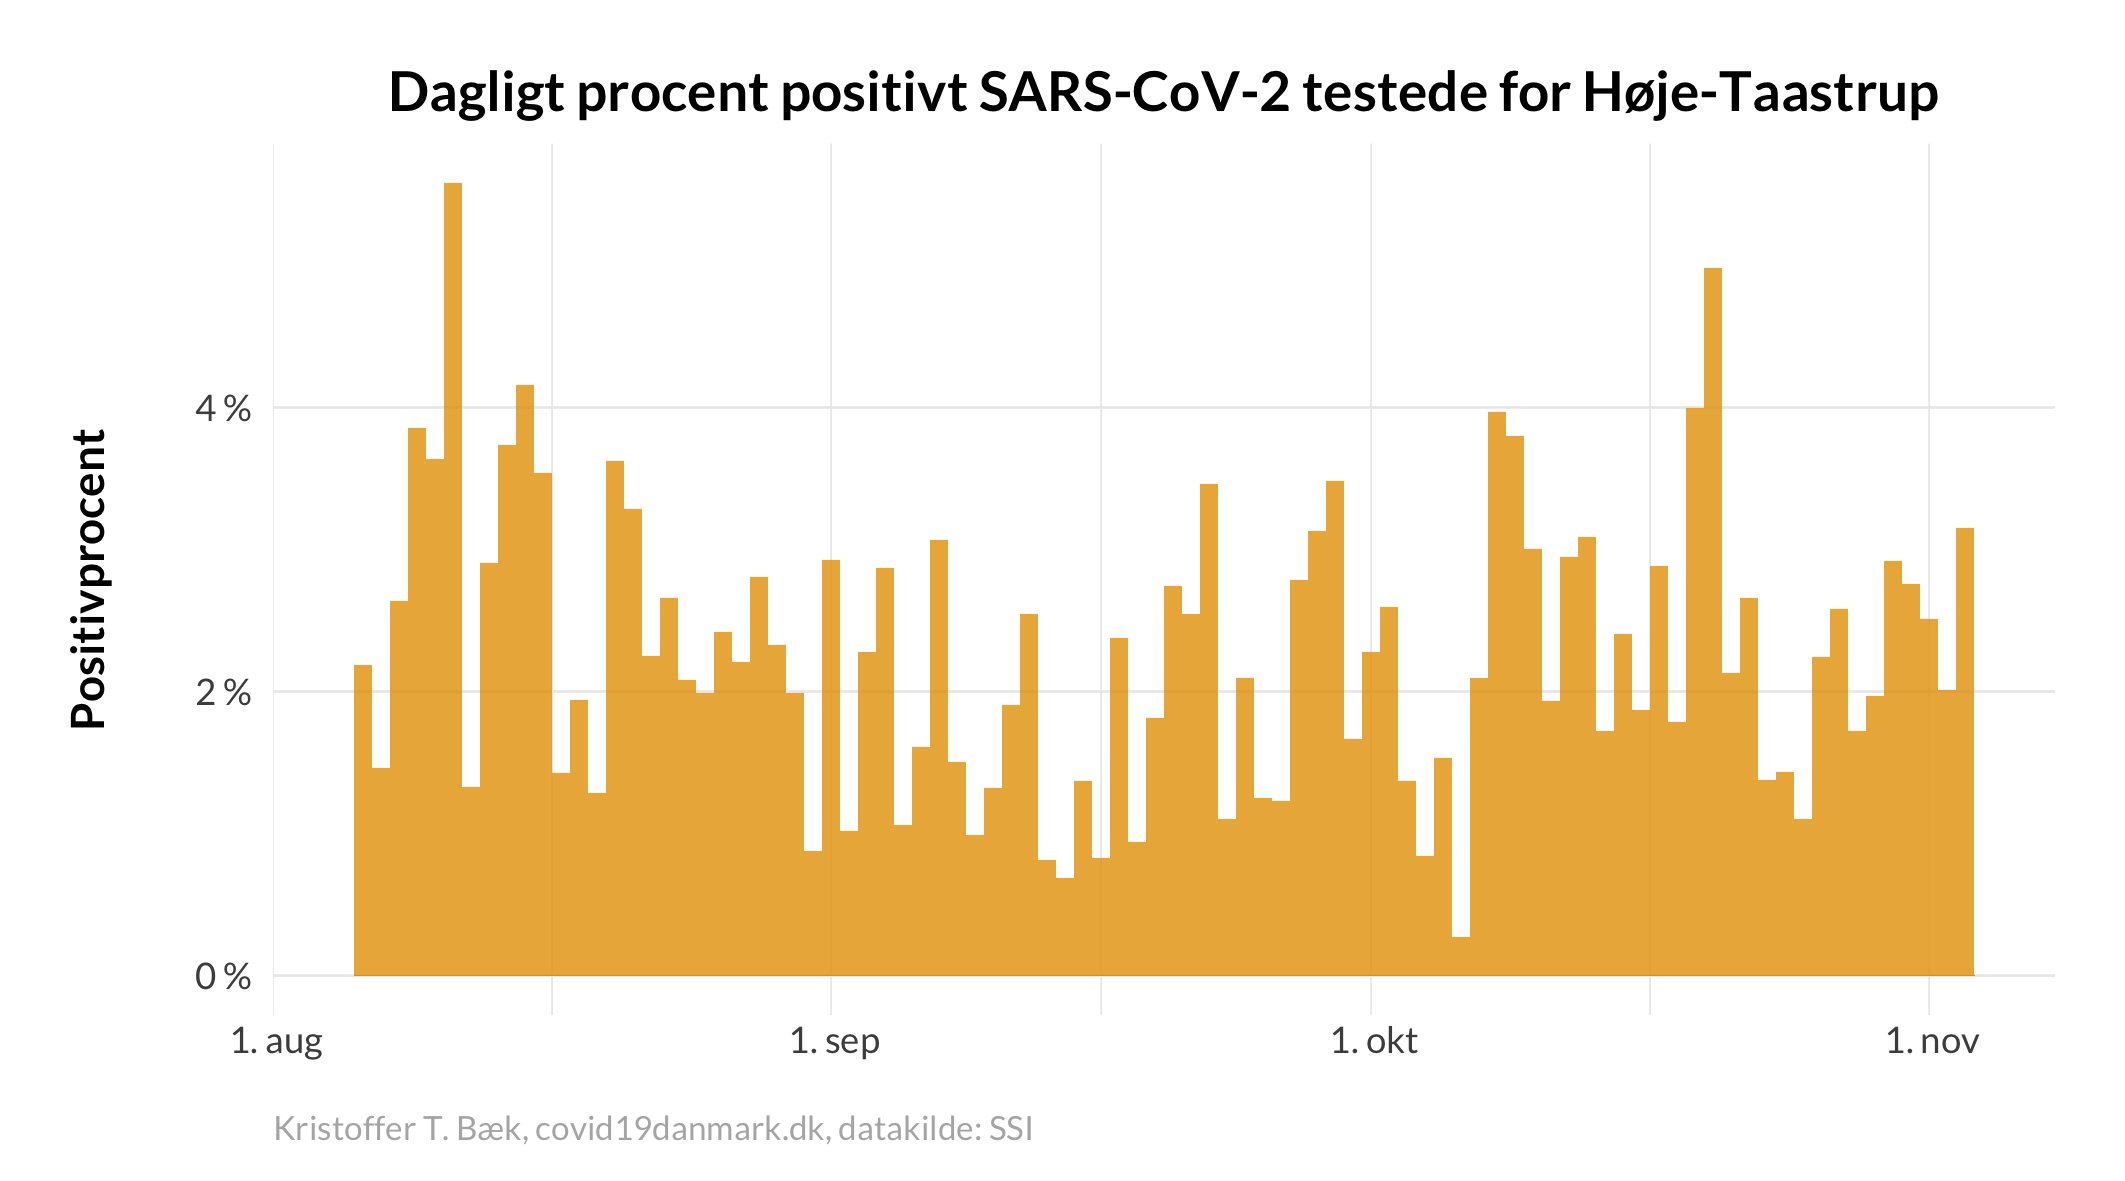 Dagligt procent positivt SARS-CoV-2 testede for Høje-Taastrup
Positivprocent
4 %
2 %
0 %
1. aug
1. sep
1. okt
1. nov
Kristoffer T. Bæk, covid19danmark.dk, datakilde: SSI